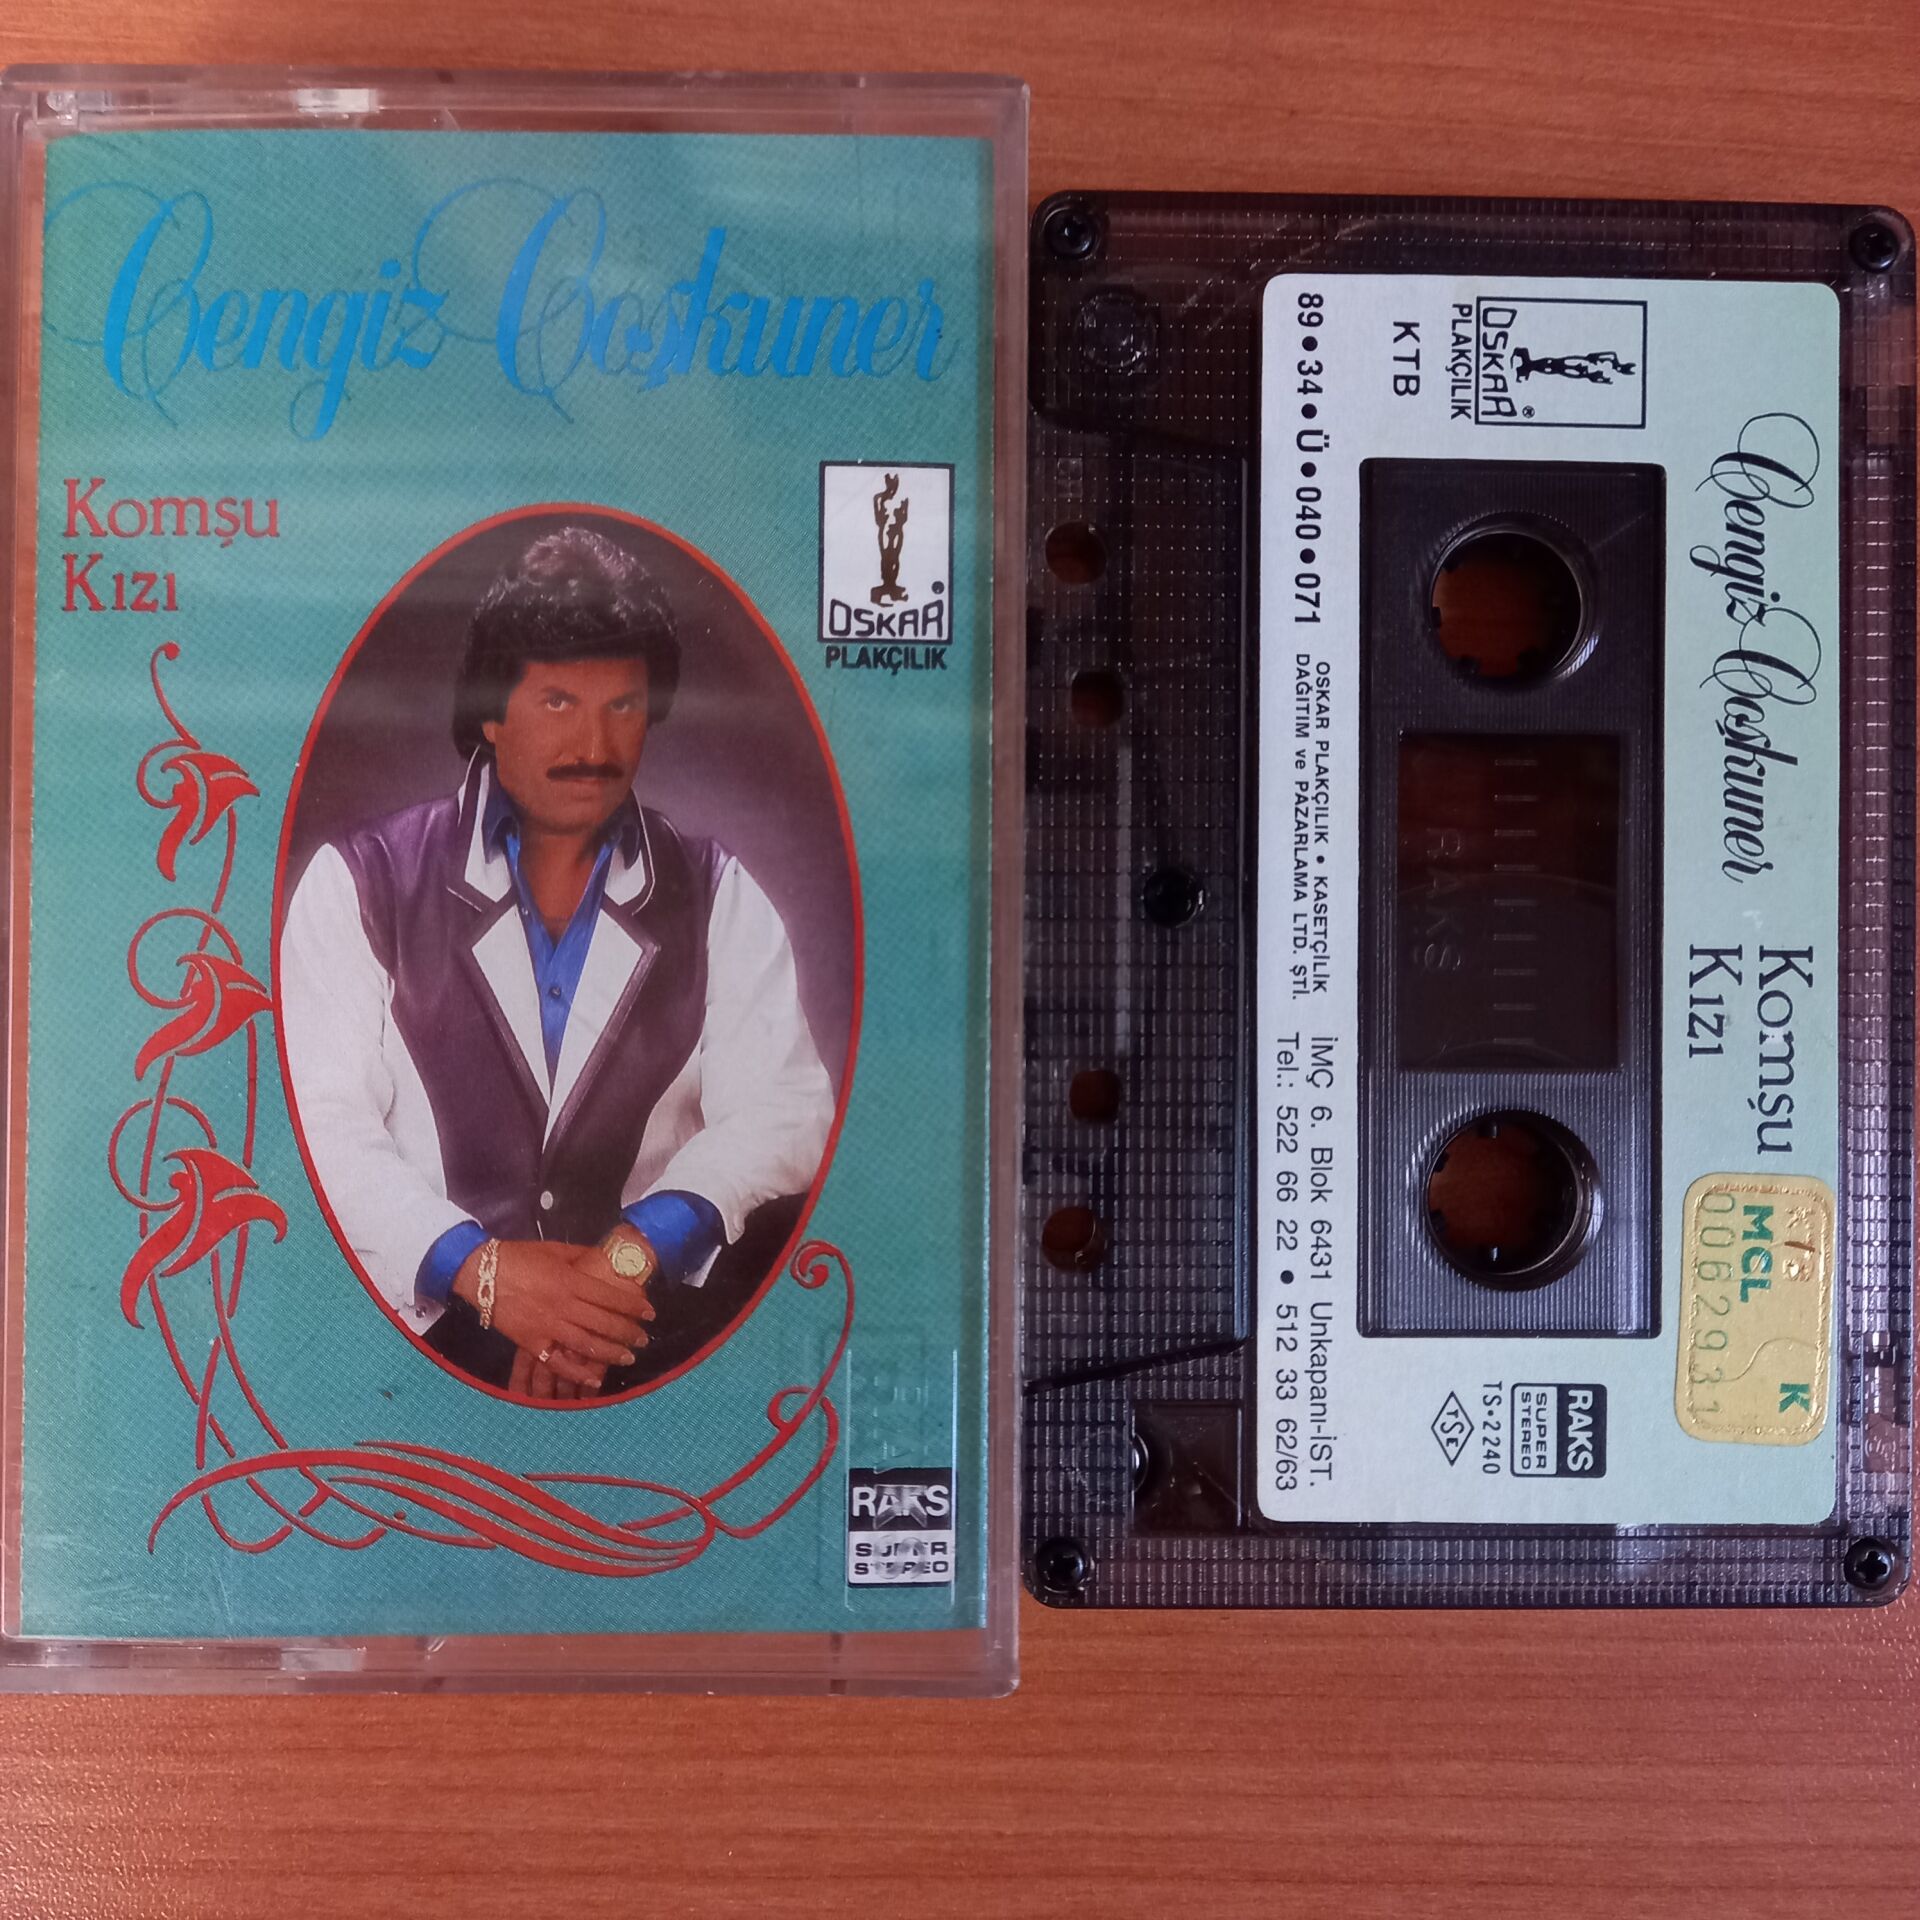 Cengiz Coşkuner
Komşu
Kızı
OSKAR
PLAKÇILIK
RAKS
SUPER
STEREO
OSKAR
PLAKÇILIK
KTB
Cengiz Coşkuner
Komşu
Kızı
89•34•Ü•040•071
OSKAR PLAKÇILIK • KASETÇİLİK
DAĞITIM ve PAZARLAMA LTD. ŞTİ.
İMÇ 6. Blok 6431 Unkapanı-İST.
Tel.: 522 66 22 • 512 33 62/63
RAKS
SUPER
STEREO
TS•2240
TSE
RAKS
MCL
K
0062931